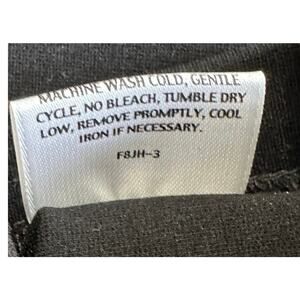 MACHINE WASH COLD, GENTLE
CYCLE, NO BLEACH, TUMBLE DRY
LOW, REMOVE PROMPTLY, COOL
IRON IF NECESSARY.
F8JH-3